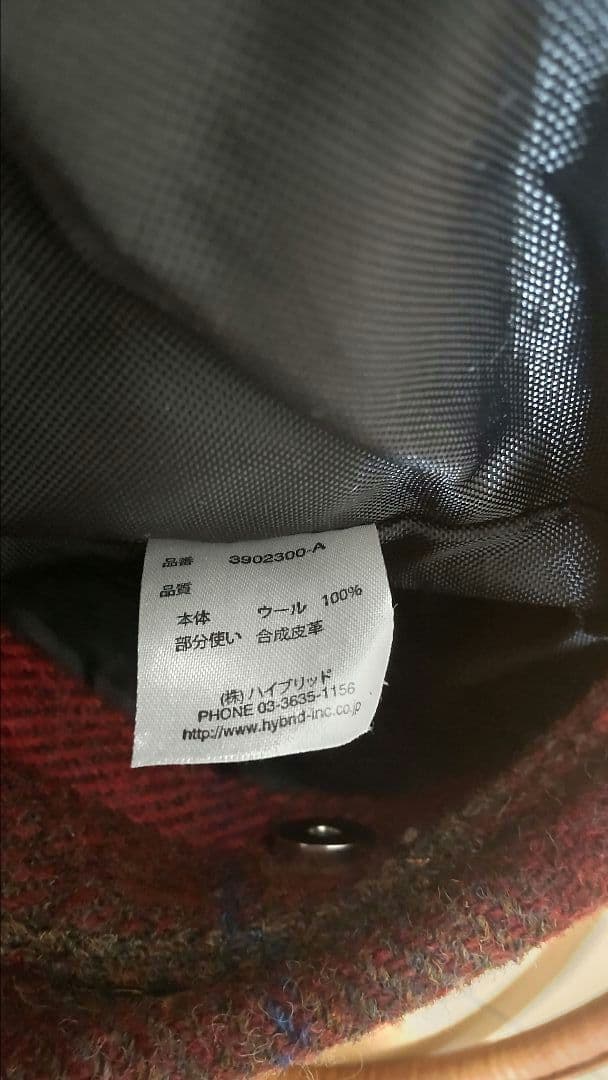 品番 3902300-A
品質
本体 ウール 100%
部分使い 合成皮革
(株)ハイブリッド
PHONE 03-3635-1156
http://www.hybrid-inc.co.jp